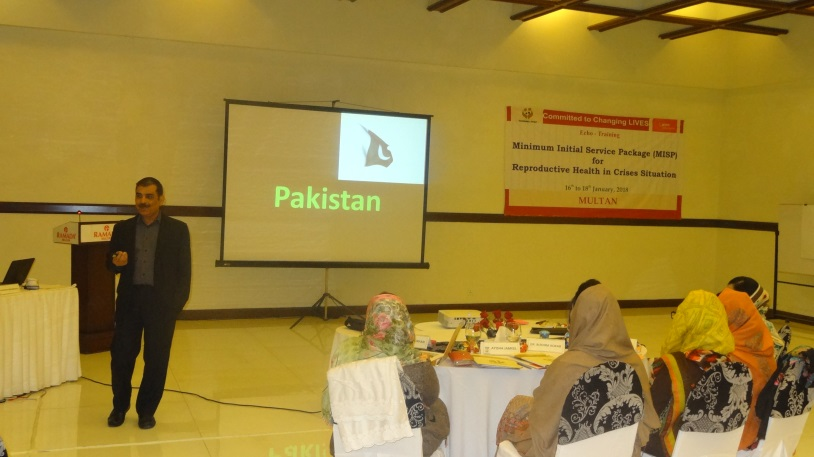 Pakistan
Committed to Changing LIVES
Echo - Training
Minimum Initial Service Package (MISP)
for
Reproductive Health in Crises Situation
16th to 18th January, 2018
MULTAN
RAMADA